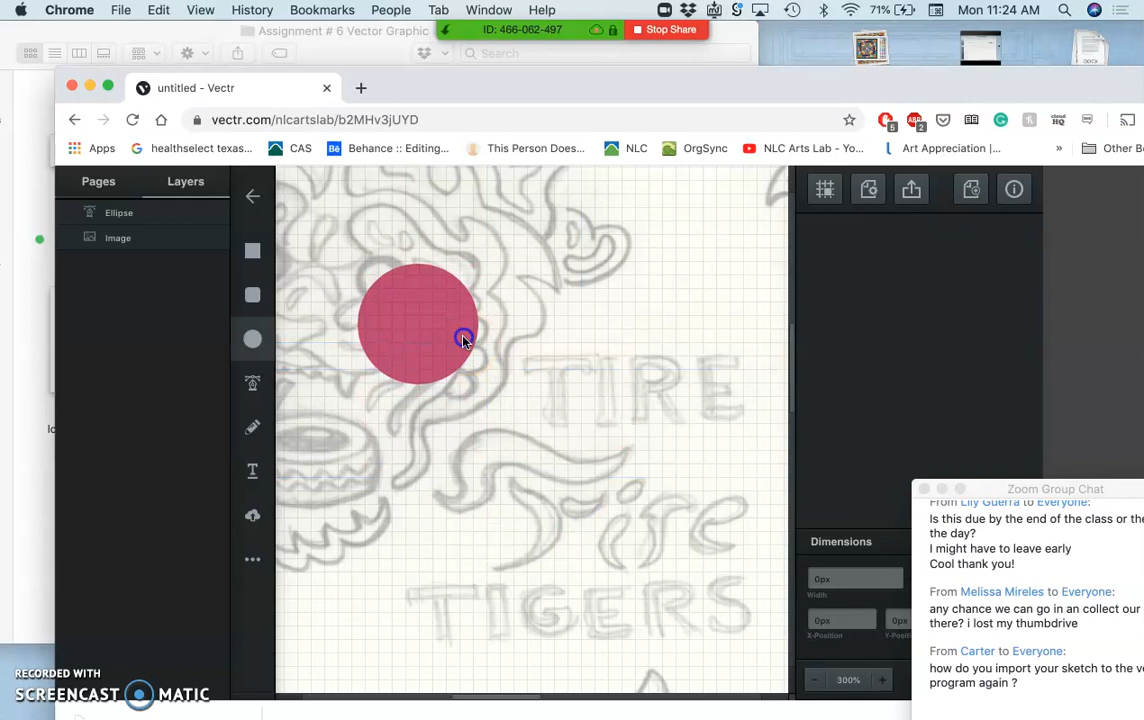 Chrome File Edit View History Bookmarks People Tab Window Help 71% Mon 11:24 AM
ID: 466-062-497 Stop Share
Assignment # 6 Vector Graphic
Search
untitled - Vectr
vectr.com/nlcartslab/b2MHv3jUYD
5 2
Apps healthselect texas... CAS Behance :: Editing... This Person Does... NLC OrgSync NLC Arts Lab - Yo... Art Appreciation |... » Other B
Pages Layers
Ellipse
Image
T
TIRE
Fire
TIGERS
Dimensions
0px
Width
0px
X-Position
300%
Zoom Group Chat
From Lily Guerra to Everyone:
Is this due by the end of the class or the
the day?
I might have to leave early
Cool thank you!
From Melissa Mireles to Everyone:
any chance we can go in an collect our
there? i lost my thumbdrive
From Carter to Everyone:
how do you import your sketch to the ve
program again ?
RECORDED WITH
SCREENCAST MATIC